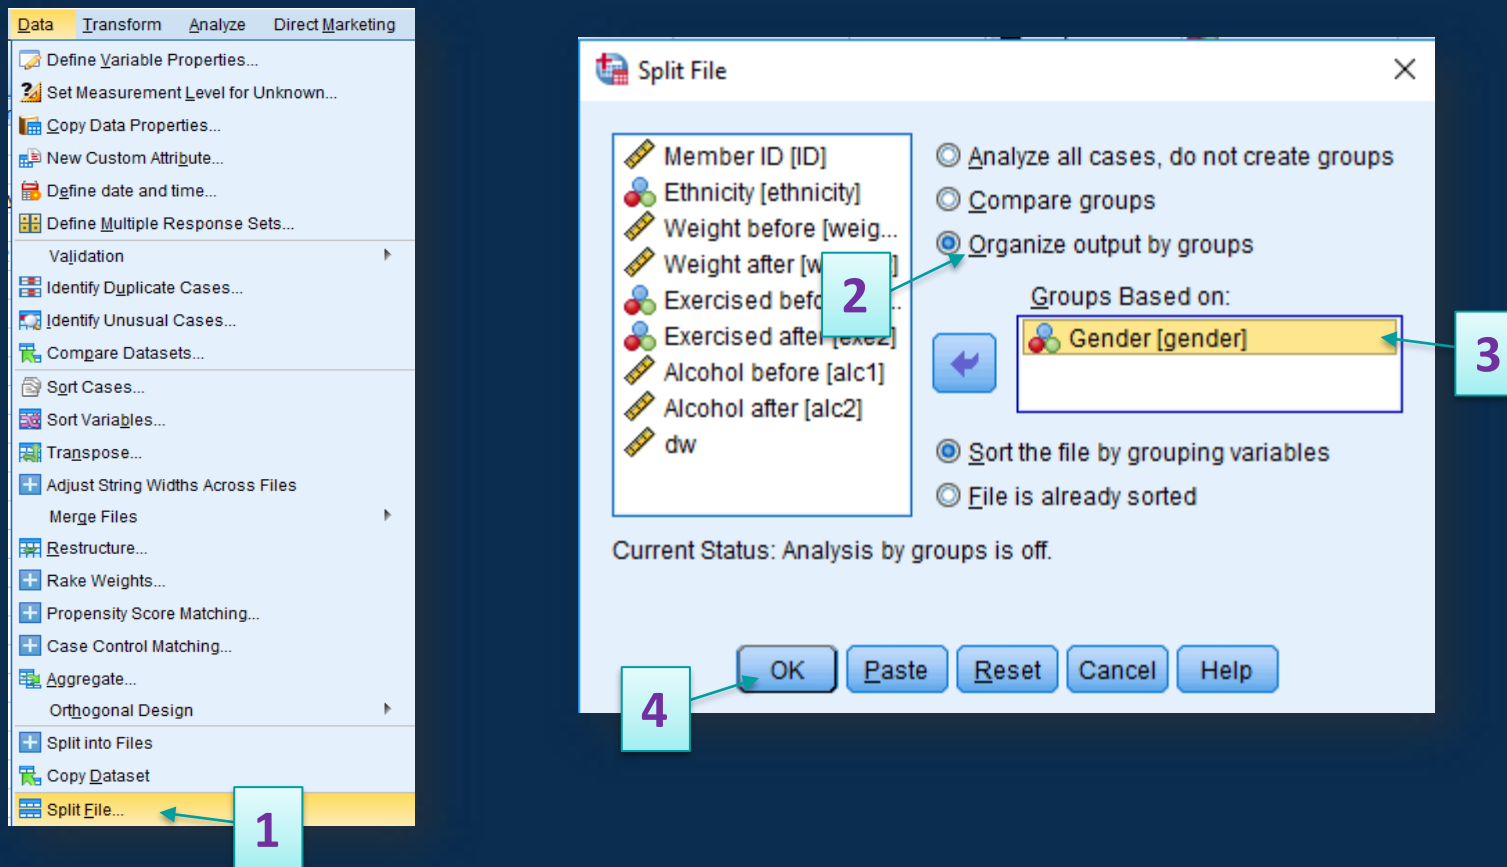 Data Transform Analyze Direct Marketing
Define Variable Properties...
Set Measurement Level for Unknown...
Copy Data Properties...
New Custom Attribute...
Define date and time...
Define Multiple Response Sets...
Validation
Identify Duplicate Cases...
Identify Unusual Cases...
Compare Datasets...
Sort Cases...
Sort Variables...
Transpose...
Adjust String Widths Across Files
Merge Files
Restructure...
Rake Weights...
Propensity Score Matching...
Case Control Matching...
Aggregate...
Orthogonal Design
Split into Files
Copy Dataset
Split File...
1
Split File
Member ID [ID]
Ethnicity [ethnicity]
Weight before [weig...
Weight after [w
Exercised befo
Exercised after [exe2]
Alcohol before [alc1]
Alcohol after [alc2]
dw
Analyze all cases, do not create groups
Compare groups
Organize output by groups
2
Groups Based on:
Gender [gender]
3
Sort the file by grouping variables
File is already sorted
Current Status: Analysis by groups is off.
OK Paste Reset Cancel Help
4